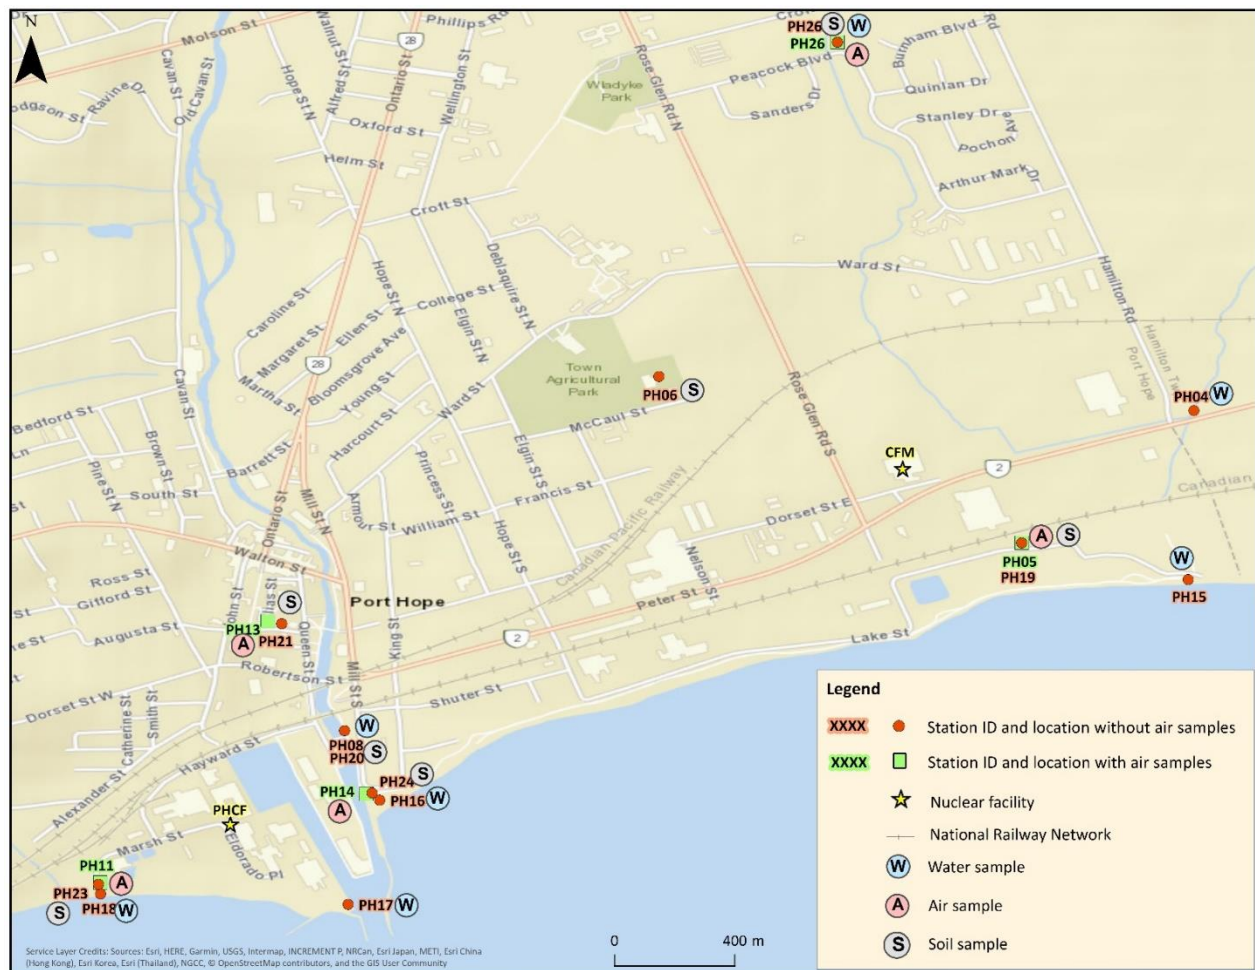 N
Molson St
Cavan St
Old Cavan St
Ravine Dr
Hope St N
Walnut St
Alfred St
Ontario St
28
Phillips Rd
Wellington St
Oxford St
Helm St
Croft St
Rose Glen Rd N
Wladyke
Park
PH26 S W
PH26
A
Peacock Blvd
Sanders Dr
Burnham Blvd
Rd
Quinlan Dr
Stanley Dr
Pochon Ave
Arthur Mark Dr
Hamilton Rd
Ward St
Deblaquire St N
College St
Hope St N
Elgin St N
Caroline St
Margaret St
Ellen St
Martha St
Bloomsgrove Ave
Young St
28
Harcourt St
Ward St
Town
Agricultural
Park
PH06 S
McCaul St
Rose Glen Rd S
Hamilton Twp
Port Hope
PH04 W
CFM
2
Canadian
Bedford St
Ln
Cavan St
Brown St
Pine St N
South St
Barrett St
Ontario St
Mill St N
Armour St
Princess St
Elgin St S
William St
Francis St
Hope St S
Canadian Pacific Railway
Dorset St E
Nelson St
A S
PH05
PH19
W
PH15
Walton St
Ross St
Gifford St
Augusta St
John St
S
Port Hope
PH13
A
PH21
Queen St
Robertson St
King St
Mill St S
Peter St
2
Lake St
Dorset St W
Catherine St
Smith St
Shuter St
Hayward St
Alexander St
W
PH08
PH20 S
PH24 S
PH14
A
PH16 W
PHCF
Marsh St
Eldorado Pl
PH11
A
PH23
S
PH18 W
PH17 W
Legend
XXXX Station ID and location without air samples
XXXX Station ID and location with air samples
Nuclear facility
National Railway Network
W Water sample
A Air sample
S Soil sample
0 400 m
Service Layer Credits: Sources: Esri, HERE, Garmin, USGS, Intermap, INCREMENT P, NRCan, Esri Japan, METI, Esri China
(Hong Kong), Esri Korea, Esri (Thailand), NGCC, © OpenStreetMap contributors, and the GIS User Community